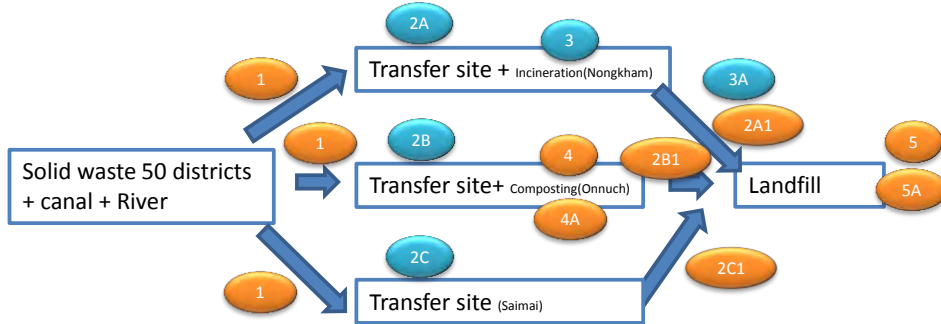 2A
3
Transfer site + Incineration(Nongkham)
1
3A
2A1
1
2B
4
2B1
5
Solid waste 50 districts
+ canal + River
Transfer site+ Composting(Onnuch)
Landfill
5A
4A
2C
2C1
1
Transfer site (Saimai)